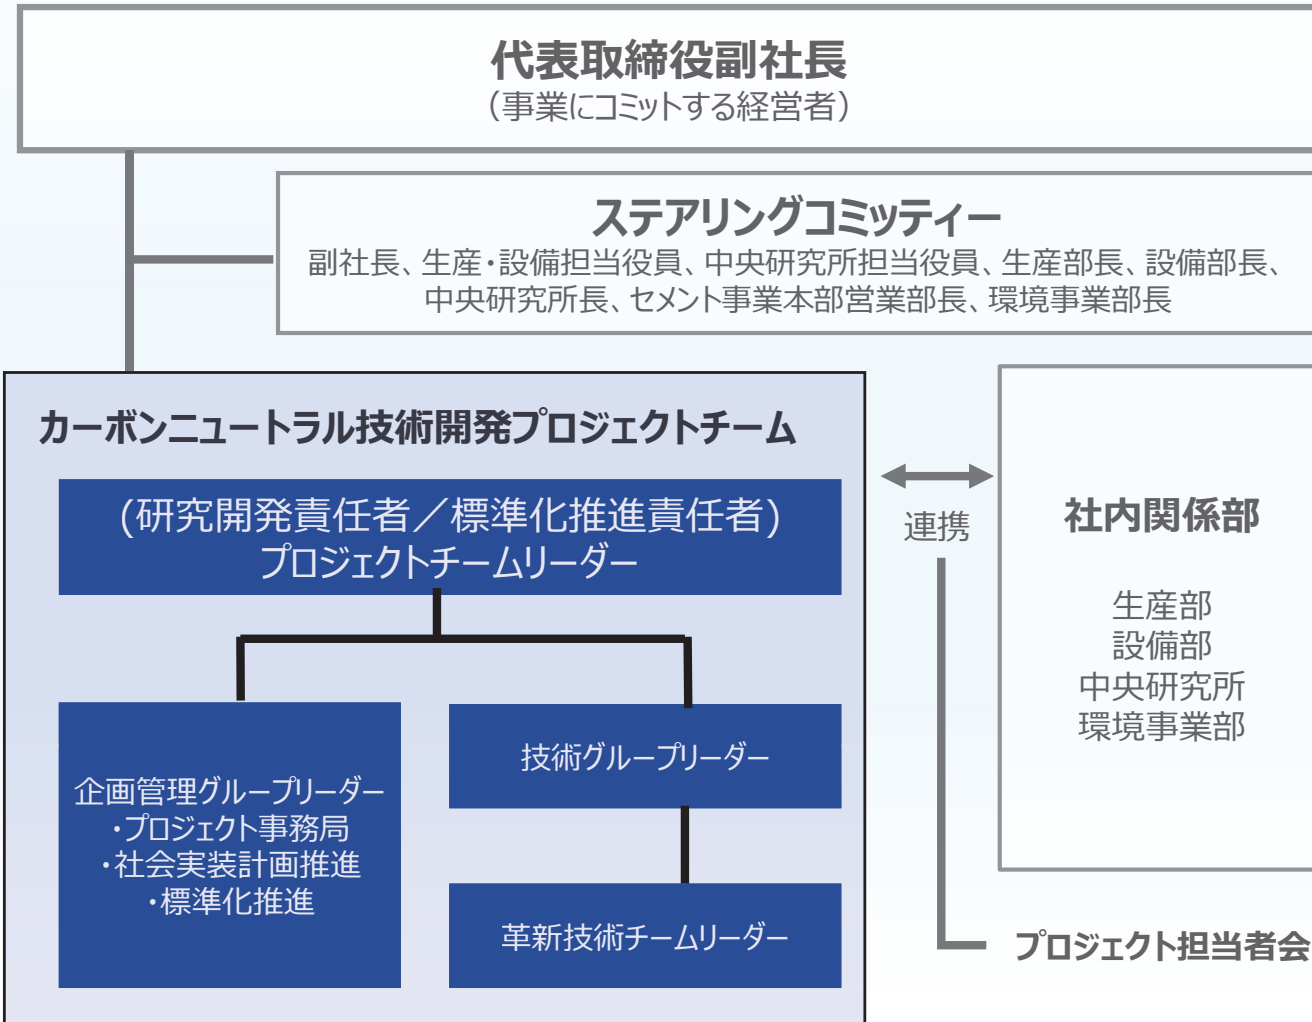 代表取締役副社長
（事業にコミットする経営者）
ステアリングコミッティー
副社長、生産・設備担当役員、中央研究所担当役員、生産部長、設備部長、
中央研究所長、セメント事業本部営業部長、環境事業部長
カーボンニュートラル技術開発プロジェクトチーム
(研究開発責任者／標準化推進責任者)
プロジェクトチームリーダー
企画管理グループリーダー
・プロジェクト事務局
・社会実装計画推進
・標準化推進
技術グループリーダー
革新技術チームリーダー
連携
社内関係部
生産部
設備部
中央研究所
環境事業部
プロジェクト担当者会